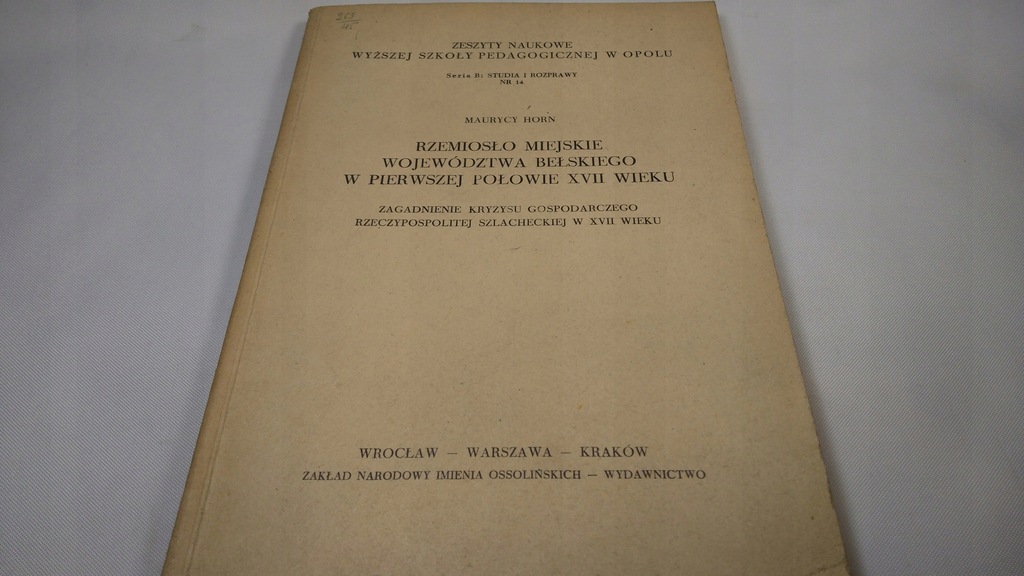 ZESZYTY NAUKOWE
WYŻSZEJ SZKOŁY PEDAGOGICZNEJ W OPOLU
Seria B: STUDIA I ROZPRAWY
NR 14
MAURYCY HORN
RZEMIOSŁO MIEJSKIE
WOJEWÓDZTWA BEŁSKIEGO
W PIERWSZEJ POŁOWIE XVII WIEKU
ZAGADNIENIE KRYZYSU GOSPODARCZEGO
RZECZYPOSPOLITEJ SZLACHECKIEJ W XVII WIEKU
WROCŁAW — WARSZAWA — KRAKÓW
ZAKŁAD NARODOWY IMIENIA OSSOLIŃSKICH — WYDAWNICTWO